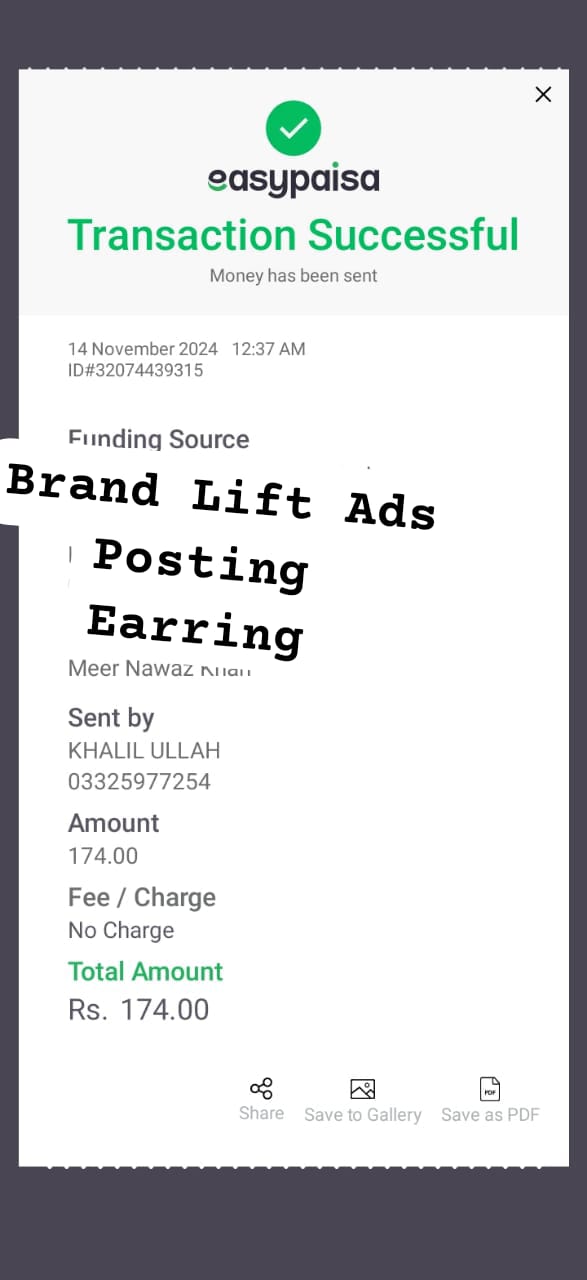 easypaisa
Transaction Successful
Money has been sent
14 November 2024 12:37 AM
ID#32074439315
Funding Source
Brand Lift Ads
Posting
Earring
Meer Nawaz Khan
Sent by
KHALIL ULLAH
03325977254
Amount
174.00
Fee / Charge
No Charge
Total Amount
Rs. 174.00
Share Save to Gallery Save as PDF